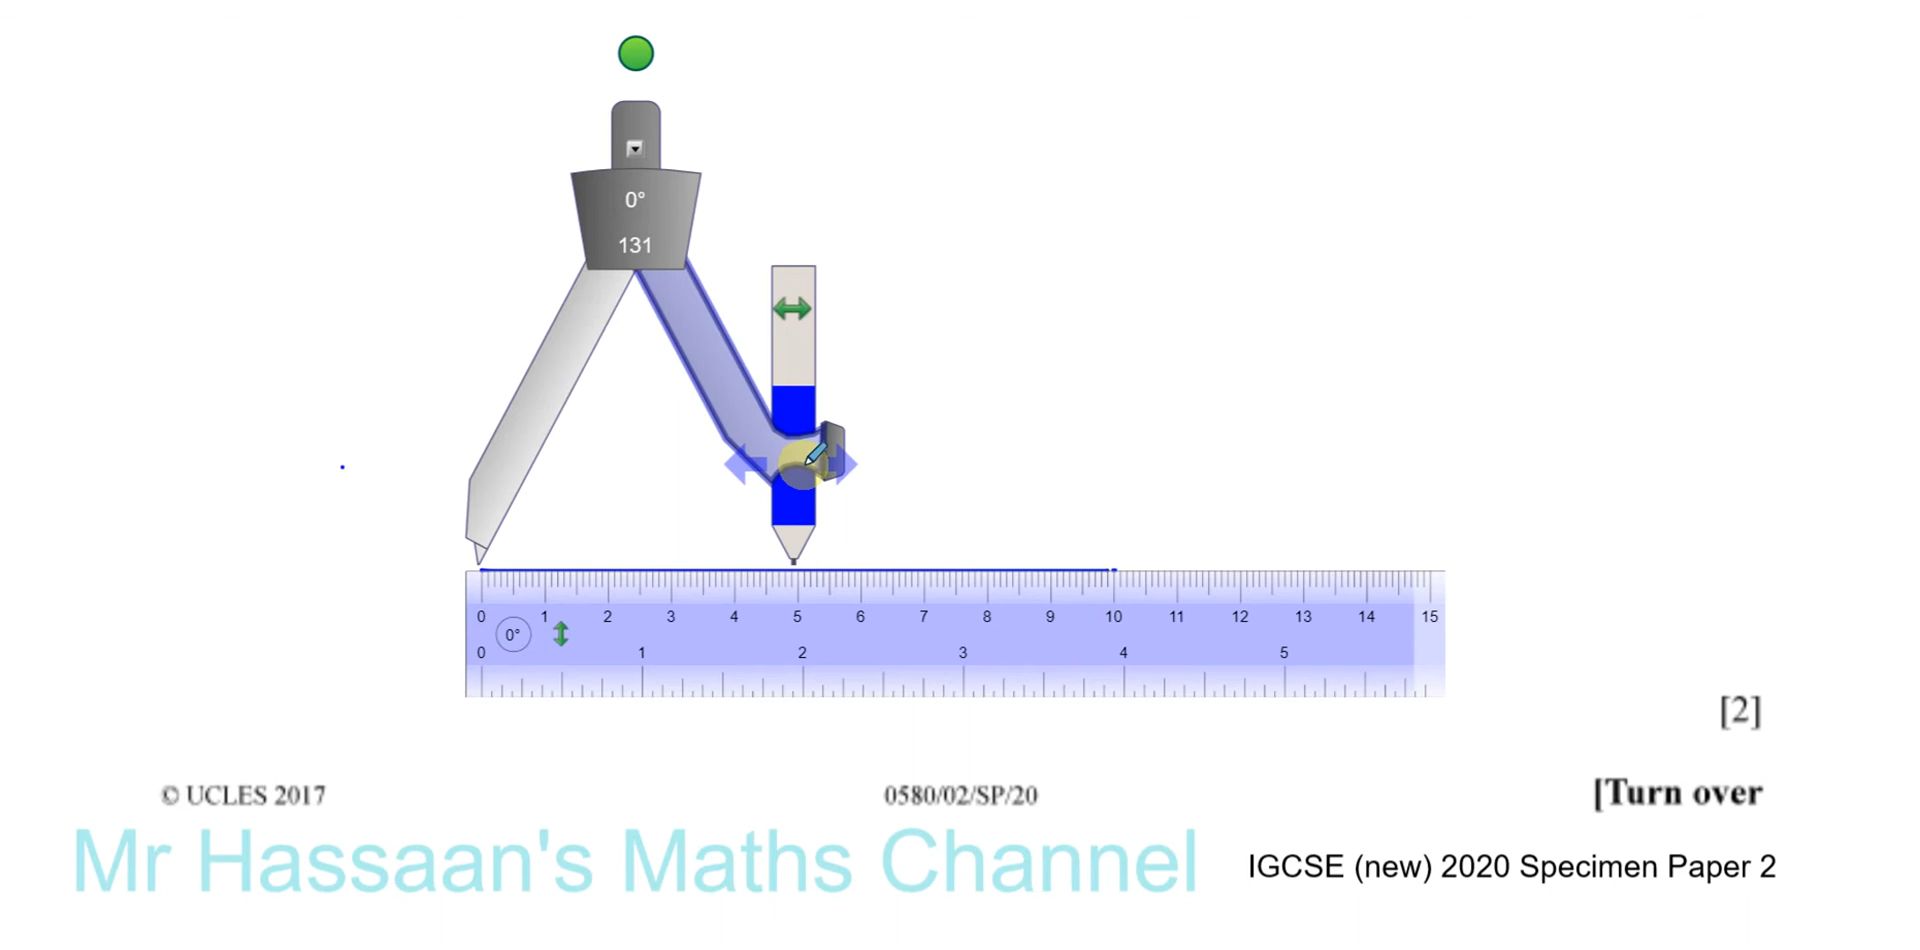 0°
131
0 1 2 3 4 5 6 7 8 9 10 11 12 13 14 15
0°
0 1 2 3 4 5
[2]
© UCLES 2017 0580/02/SP/20 [Turn over
Mr Hassaan's Maths Channel IGCSE (new) 2020 Specimen Paper 2